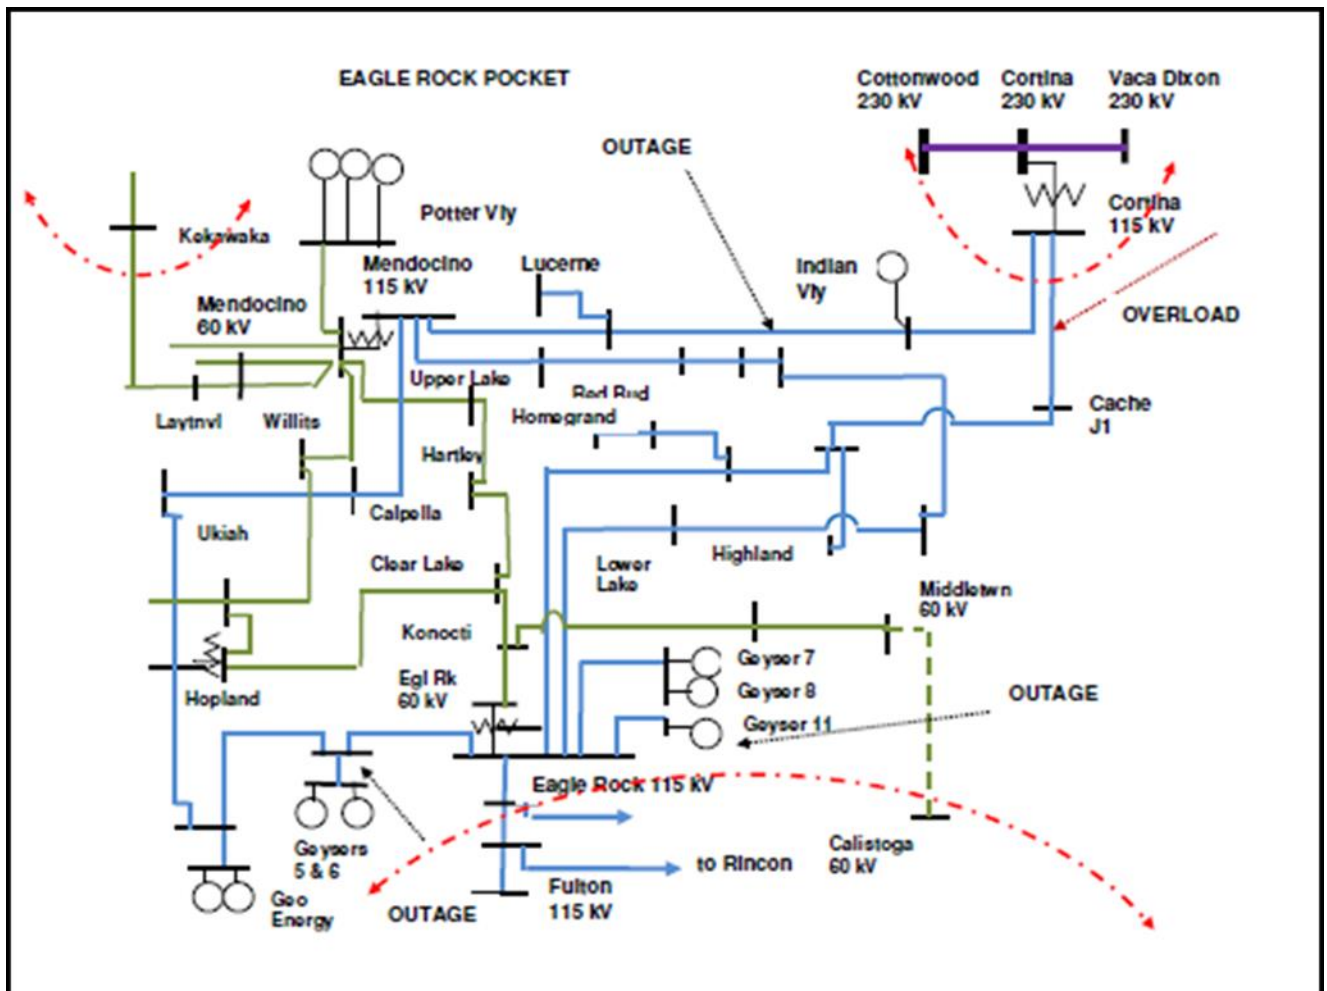 EAGLE ROCK POCKET
Cottonwood
230 kV
Cortina
230 kV
Vaca Dixon
230 kV
OUTAGE
Potter Vly
Kekawaka
Cortina
115 kV
Mendocino
115 kV
Lucerne
Indian
Vly
Mendocino
60 kV
OVERLOAD
Upper Lake
Red Bud
Homegrand
Cache
J1
Laytnvl
Willits
Hartley
Calpella
Ukiah
Highland
Clear Lake
Lower
Lake
Middletwn
60 kV
Konocti
Geyser 7
Egl Rk
60 kV
Geyser 8
OUTAGE
Hopland
Geyser 11
Eagle Rock 115 kV
Geysers
5 & 6
Calistoga
60 kV
to Rincon
Geo
Energy
OUTAGE
Fulton
115 kV